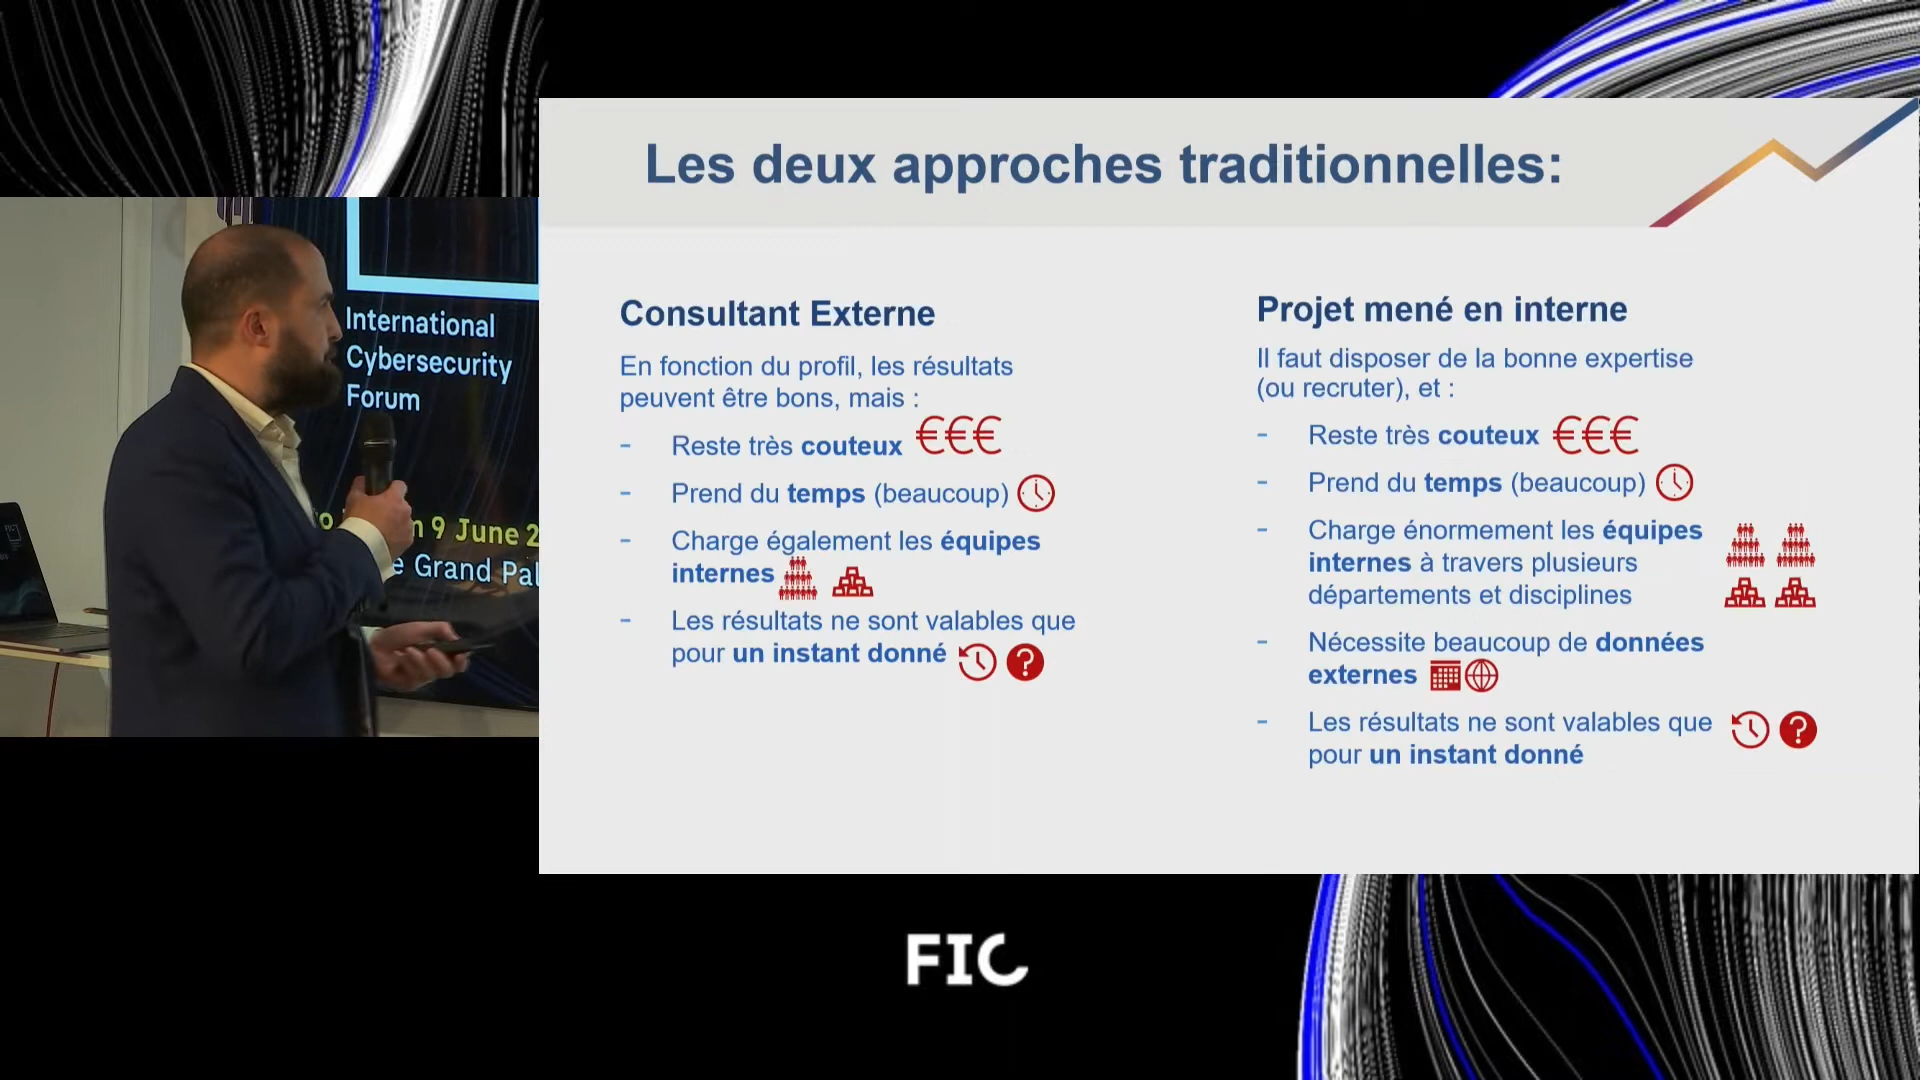 Les deux approches traditionnelles:
International
Cybersecurity
Forum
9 June
Grand
Consultant Externe
En fonction du profil, les résultats
peuvent être bons, mais :
- Reste très couteux €€€
- Prend du temps (beaucoup)
- Charge également les équipes
internes
- Les résultats ne sont valables que
pour un instant donné ?
Projet mené en interne
Il faut disposer de la bonne expertise
(ou recruter), et :
- Reste très couteux €€€
- Prend du temps (beaucoup)
- Charge énormement les équipes
internes à travers plusieurs
départements et disciplines
- Nécessite beaucoup de données
externes
- Les résultats ne sont valables que
pour un instant donné ?
FIC